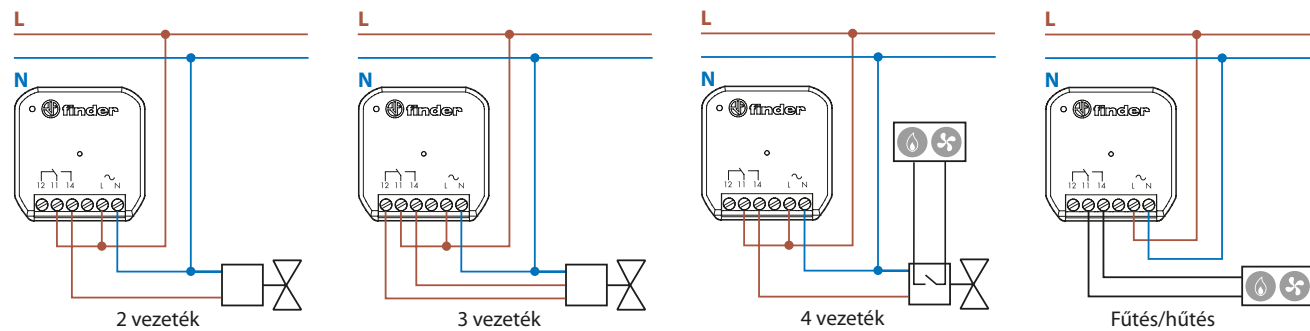 L
N
finder
12 11 14 L N
2 vezeték
L
N
finder
12 11 14 L N
3 vezeték
L
N
finder
12 11 14 L N
4 vezeték
L
N
finder
12 11 14 L N
Fűtés/hűtés